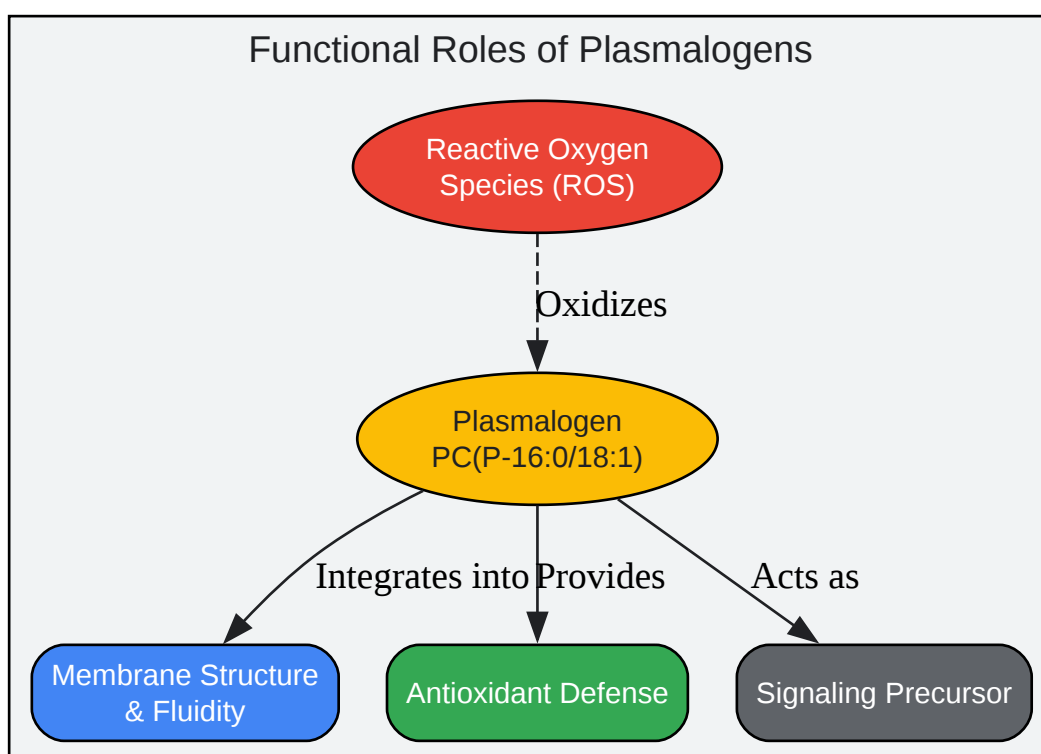 Functional Roles of Plasmalogens
Reactive Oxygen
Species (ROS)
Oxidizes
Plasmalogen
PC(P-16:0/18:1)
Integrates into
Provides
Acts as
Membrane Structure
& Fluidity
Antioxidant Defense
Signaling Precursor